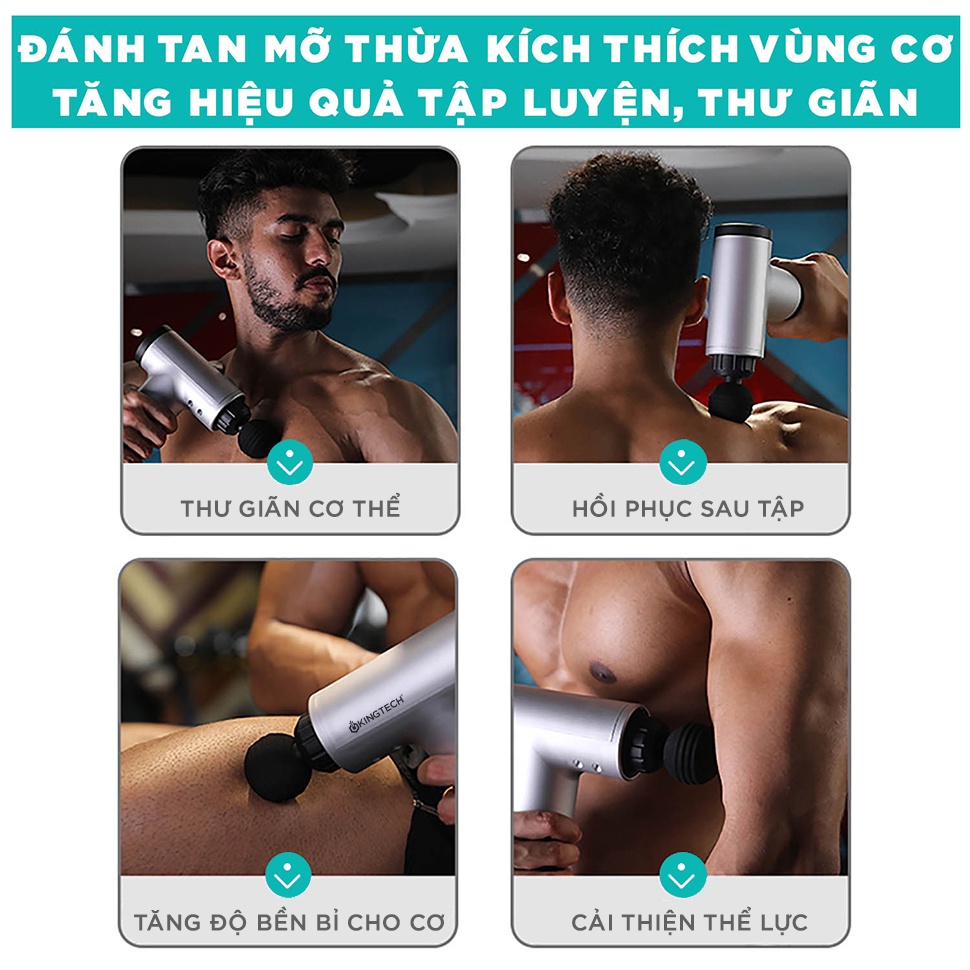 ĐÁNH TAN MỠ THỪA KÍCH THÍCH VÙNG CƠ
TĂNG HIỆU QUẢ TẬP LUYỆN, THƯ GIÃN
THƯ GIÃN CƠ THỂ
HỒI PHỤC SAU TẬP
KINGTECH
TĂNG ĐỘ BỀN BỈ CHO CƠ
CẢI THIỆN THỂ LỰC